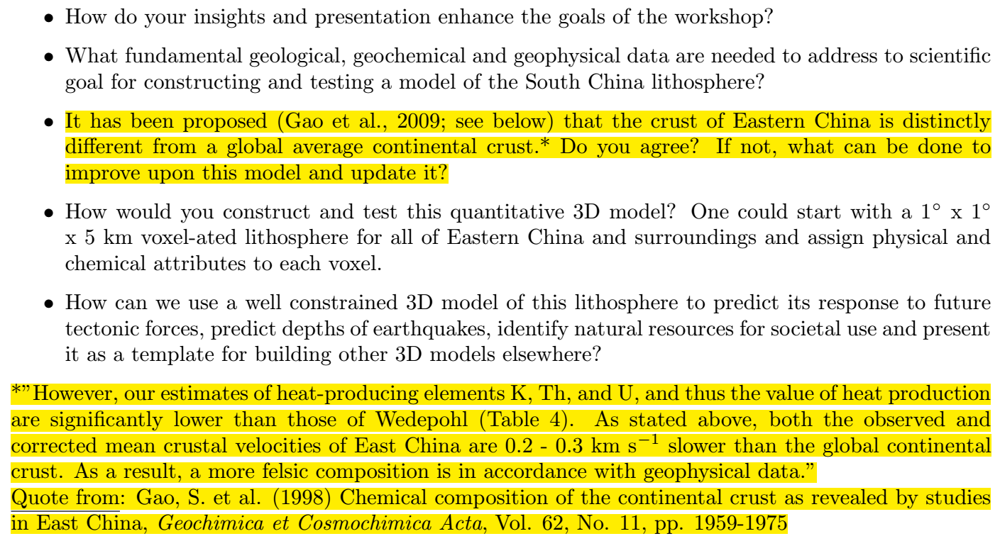 • How do your insights and presentation enhance the goals of the workshop?
• What fundamental geological, geochemical and geophysical data are needed to address to scientific
goal for constructing and testing a model of the South China lithosphere?
• It has been proposed (Gao et al., 2009; see below) that the crust of Eastern China is distinctly
different from a global average continental crust.* Do you agree? If not, what can be done to
improve upon this model and update it?
• How would you construct and test this quantitative 3D model? One could start with a 1° x 1°
x 5 km voxel-ated lithosphere for all of Eastern China and surroundings and assign physical and
chemical attributes to each voxel.
• How can we use a well constrained 3D model of this lithosphere to predict its response to future
tectonic forces, predict depths of earthquakes, identify natural resources for societal use and present
it as a template for building other 3D models elsewhere?
*”However, our estimates of heat-producing elements K, Th, and U, and thus the value of heat production
are significantly lower than those of Wedepohl (Table 4). As stated above, both the observed and
corrected mean crustal velocities of East China are 0.2 - 0.3 km s⁻¹ slower than the global continental
crust. As a result, a more felsic composition is in accordance with geophysical data.”
Quote from: Gao, S. et al. (1998) Chemical composition of the continental crust as revealed by studies
in East China, Geochimica et Cosmochimica Acta, Vol. 62, No. 11, pp. 1959-1975